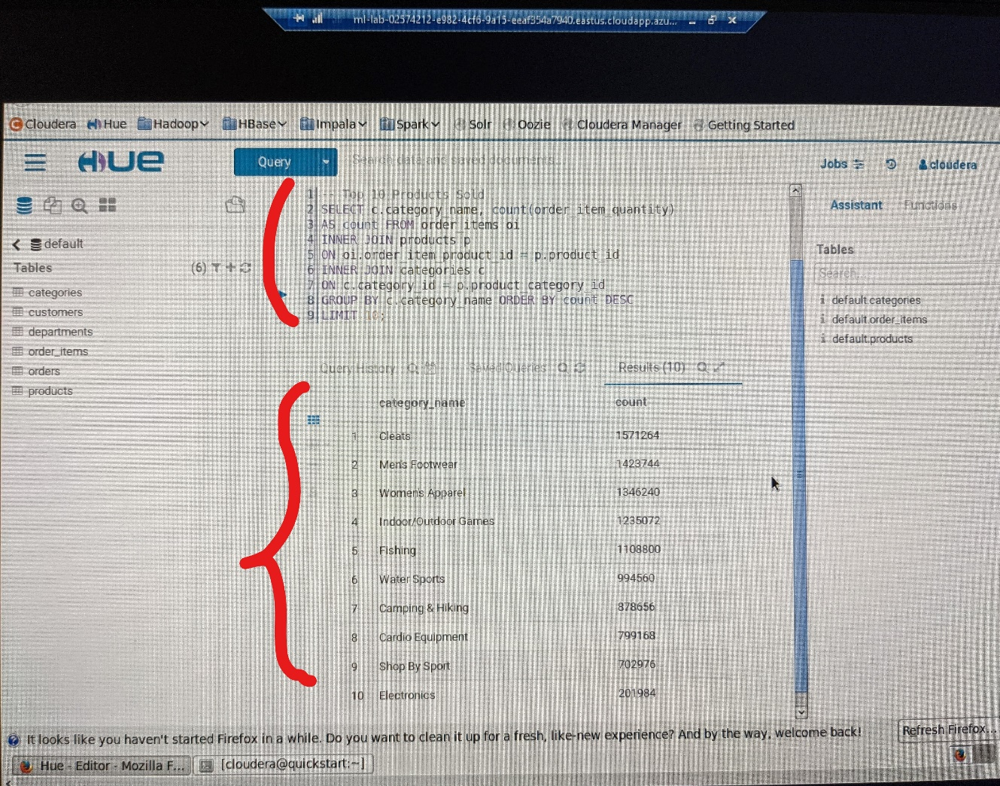 ml-lab-02574212-e982-4cf6-9a15-eeaf354a7940.eastus.cloudapp.azu...
Cloudera Hue Hadoop HBase Impala Spark Solr Oozie Cloudera Manager Getting Started
HUE Query Search data and saved documents... Jobs cloudera
Assistant Functions
default
Tables (6)
categories
customers
departments
order_items
orders
products
1 -- Top 10 Products Sold
2 SELECT c.category_name, count(order_item_quantity)
3 AS count FROM order_items oi
4 INNER JOIN products p
5 ON oi.order_item_product_id = p.product_id
6 INNER JOIN categories c
7 ON c.category_id = p.product_category_id
8 GROUP BY c.category_name ORDER BY count DESC
9 LIMIT 10;
Tables
Search...
default.categories
default.order_items
default.products
Query History Saved Queries Results (10)
category_name count
1 Cleats 1571264
2 Men's Footwear 1423744
3 Women's Apparel 1346240
4 Indoor/Outdoor Games 1235072
5 Fishing 1108800
6 Water Sports 994560
7 Camping & Hiking 878656
8 Cardio Equipment 799168
9 Shop By Sport 702976
10 Electronics 201984
It looks like you haven't started Firefox in a while. Do you want to clean it up for a fresh, like-new experience? And by the way, welcome back! Refresh Firefox...
Hue - Editor - Mozilla F... [cloudera@quickstart:~]